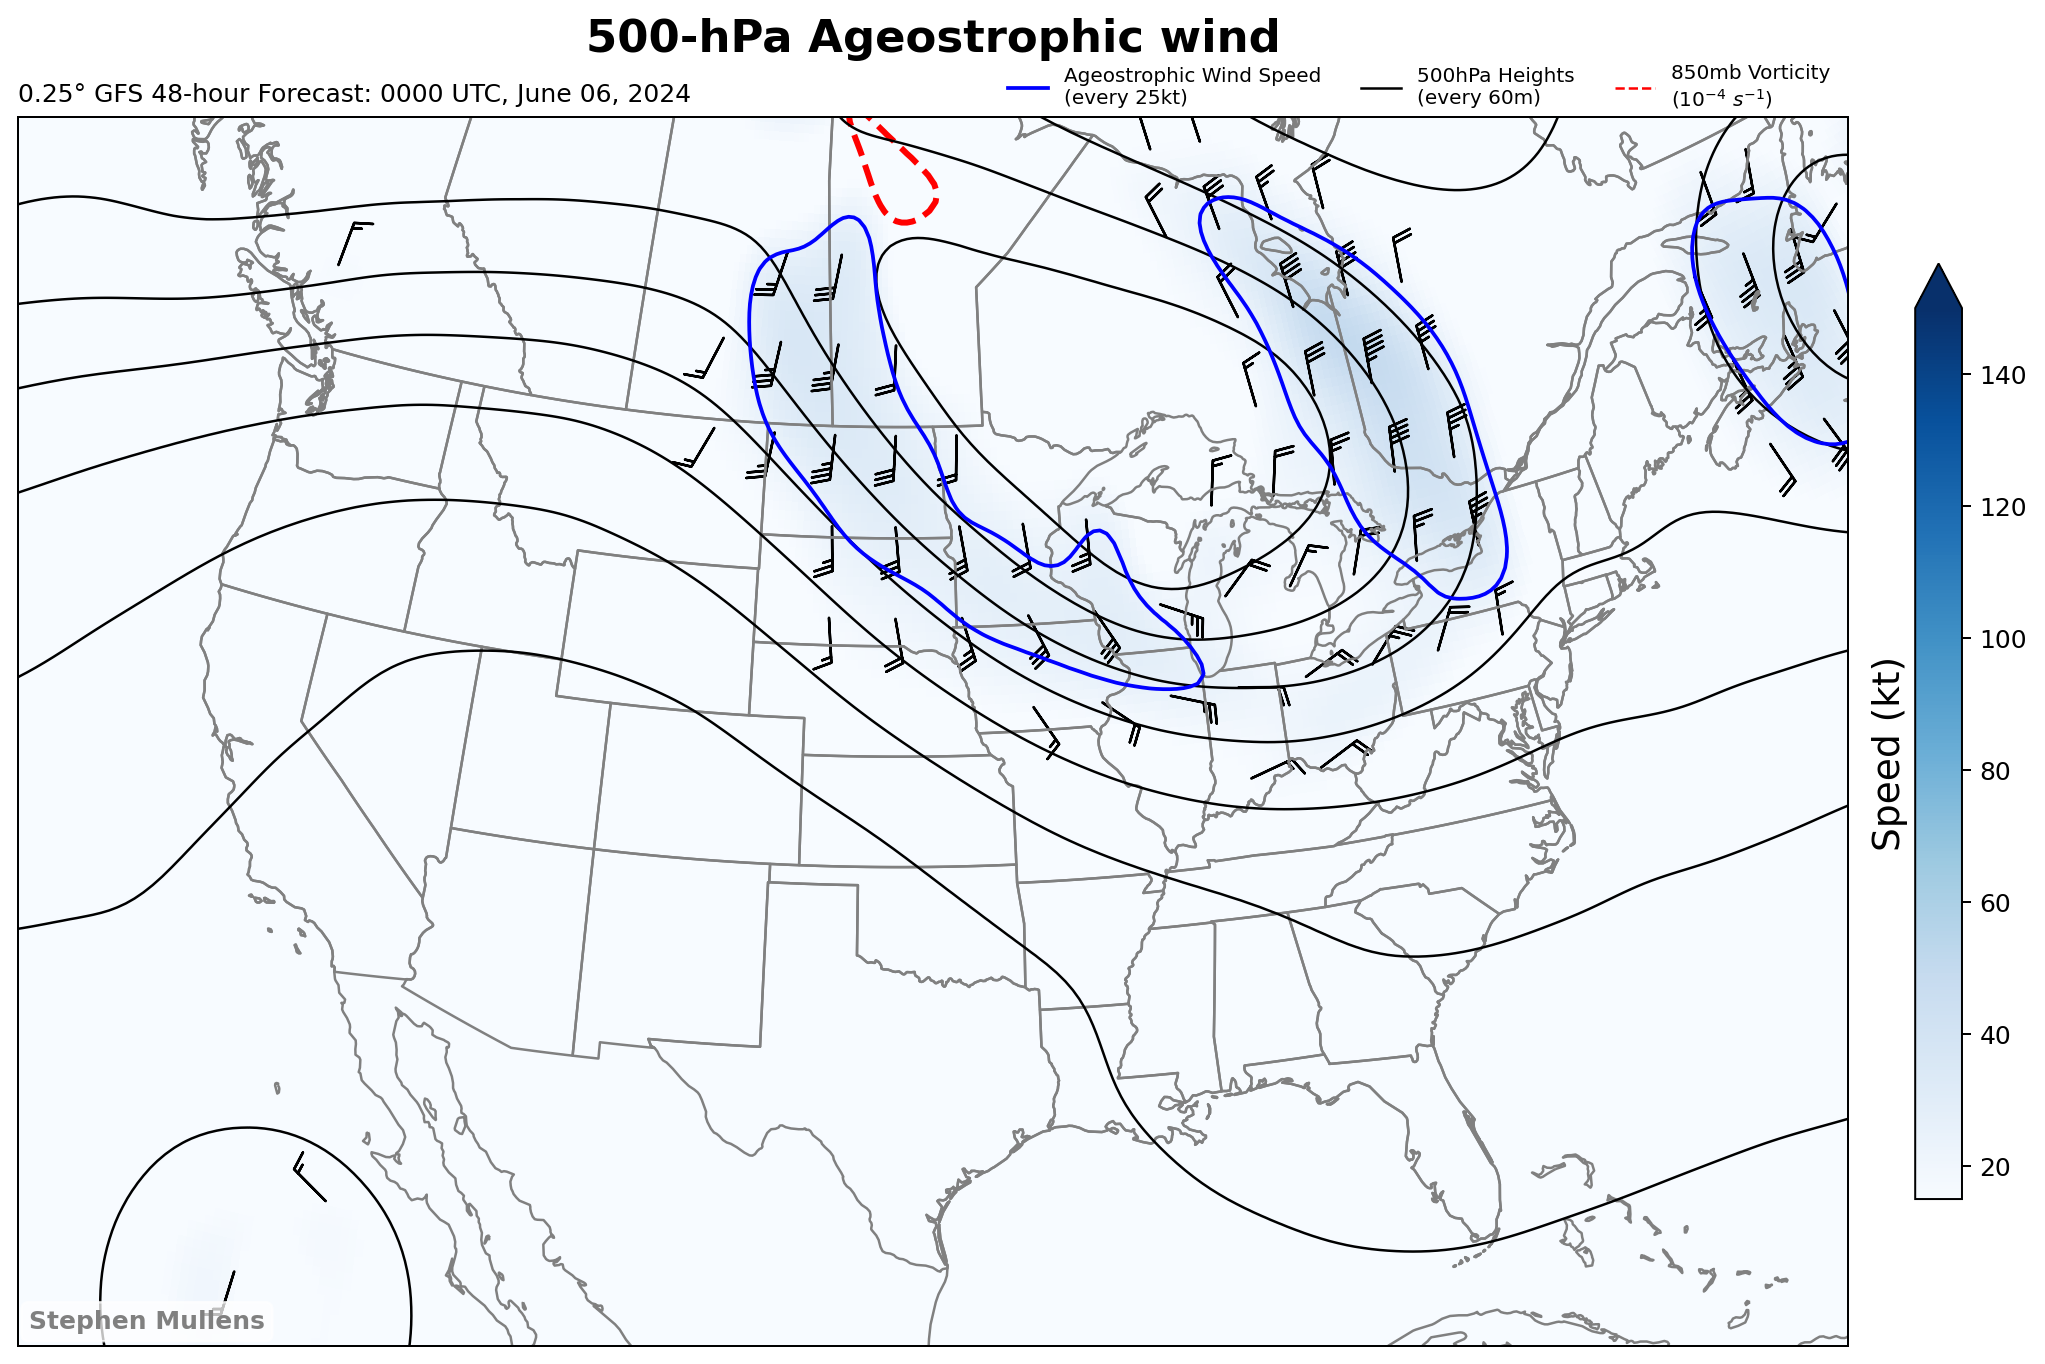 500-hPa Ageostrophic wind
0.25° GFS 48-hour Forecast: 0000 UTC, June 06, 2024
Ageostrophic Wind Speed
(every 25kt)
500hPa Heights
(every 60m)
850mb Vorticity
(10⁻⁴ s⁻¹)
140
120
100
80
60
40
20
Speed (kt)
Stephen Mullens